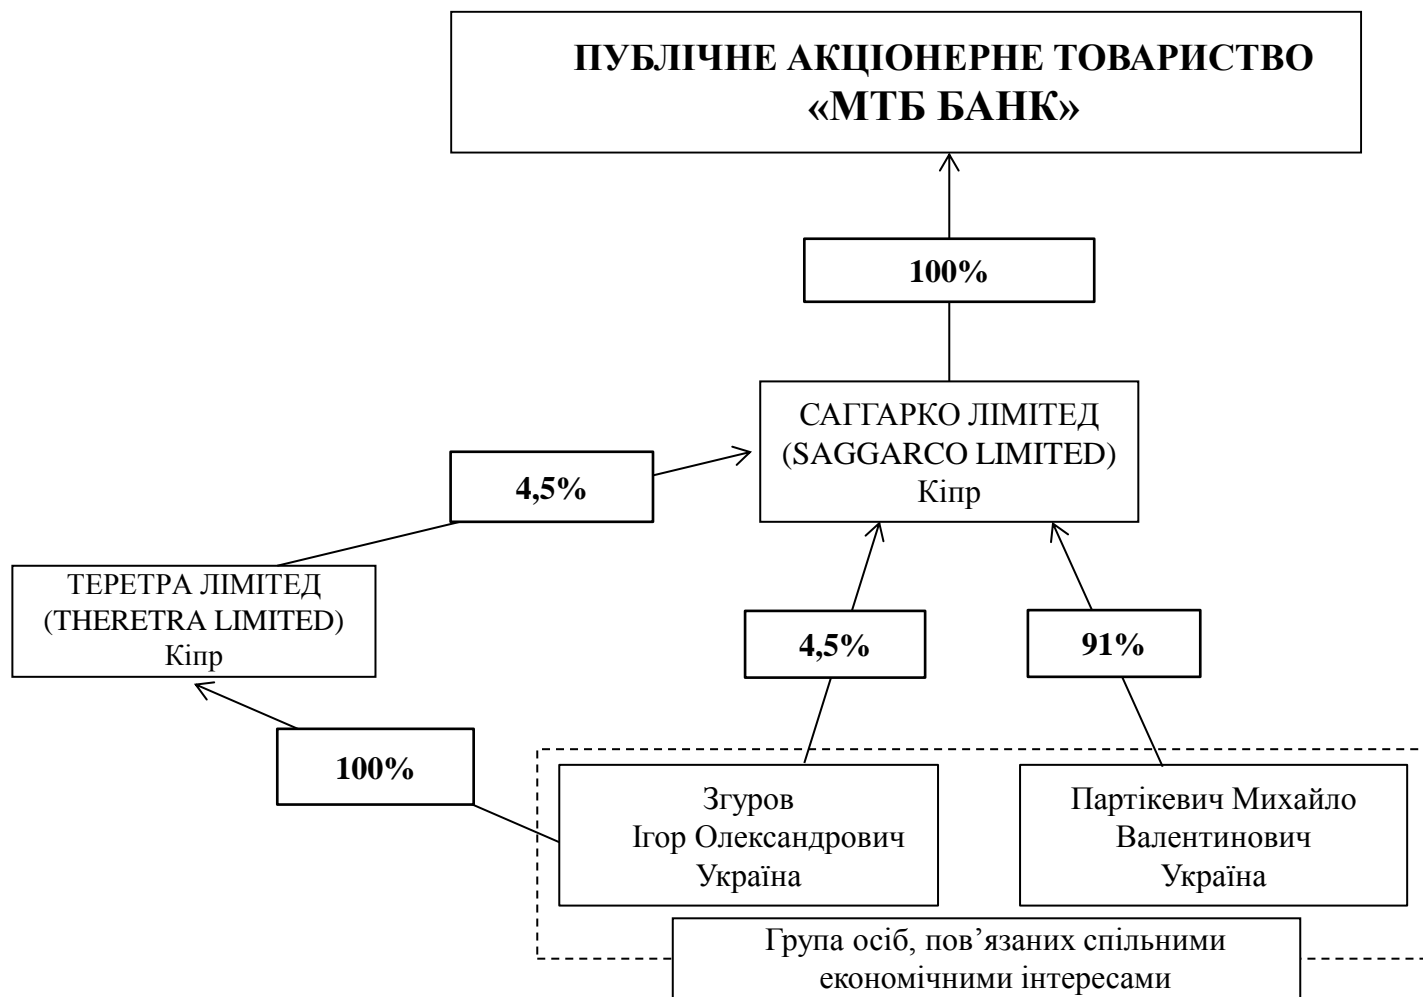 ПУБЛІЧНЕ АКЦІОНЕРНЕ ТОВАРИСТВО
«МТБ БАНК»
100%
САГГАРКО ЛІМІТЕД
(SAGGARCO LIMITED)
Кіпр
4,5%
ТЕРЕТРА ЛІМІТЕД
(THERETRA LIMITED)
Кіпр
4,5%
91%
100%
Згуров
Ігор Олександрович
Україна
Партікевич Михайло
Валентинович
Україна
Група осіб, пов’язаних спільними
економічними інтересами